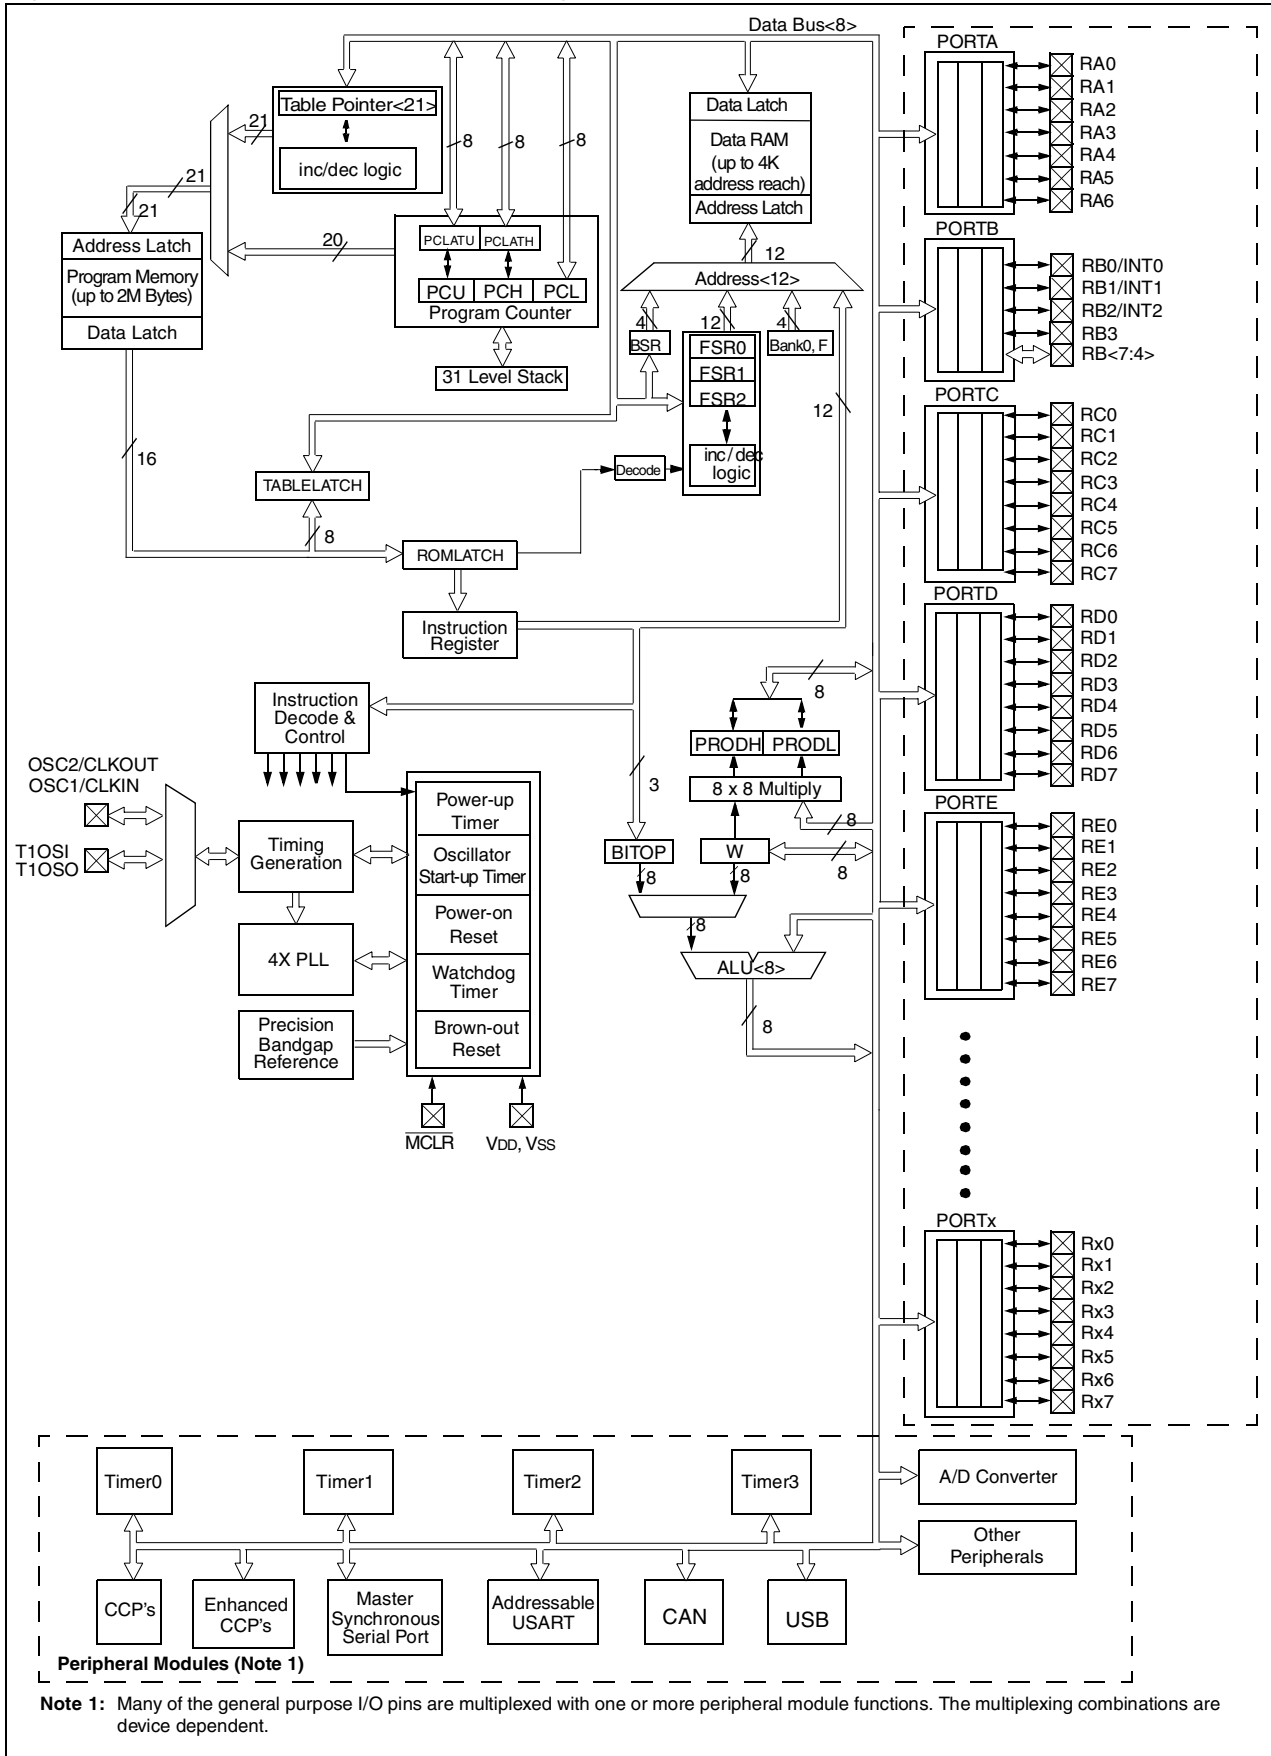 Data Bus<8>
PORTA
RA0
RA1
RA2
RA3
RA4
RA5
RA6
Table Pointer<21>
inc/dec logic
21
8
8
8
Data Latch
Data RAM
(up to 4K
address reach)
Address Latch
21
21
20
PCLATU
PCLATH
PCU
PCH
PCL
Program Counter
31 Level Stack
Address Latch
Program Memory
(up to 2M Bytes)
Data Latch
12
Address<12>
4
12
4
BSR
FSR0
FSR1
FSR2
inc/dec
logic
Bank0, F
12
PORTB
RB0/INT0
RB1/INT1
RB2/INT2
RB3
RB<7:4>
16
TABLELATCH
8
Decode
ROMLATCH
Instruction
Register
PORTC
RC0
RC1
RC2
RC3
RC4
RC5
RC6
RC7
PORTD
RD0
RD1
RD2
RD3
RD4
RD5
RD6
RD7
Instruction
Decode &
Control
8
PRODH
PRODL
8 x 8 Multiply
3
8
BITOP
W
8
8
8
8
ALU<8>
8
OSC2/CLKOUT
OSC1/CLKIN
T1OSI
T1OSO
Timing
Generation
4X PLL
Precision
Bandgap
Reference
Power-up
Timer
Oscillator
Start-up Timer
Power-on
Reset
Watchdog
Timer
Brown-out
Reset
MCLR
VDD, VSS
PORTE
RE0
RE1
RE2
RE3
RE4
RE5
RE6
RE7
PORTx
Rx0
Rx1
Rx2
Rx3
Rx4
Rx5
Rx6
Rx7
Timer0
Timer1
Timer2
Timer3
A/D Converter
Other
Peripherals
CCP's
Enhanced
CCP's
Master
Synchronous
Serial Port
Addressable
USART
CAN
USB
Peripheral Modules (Note 1)
Note 1: Many of the general purpose I/O pins are multiplexed with one or more peripheral module functions. The multiplexing combinations are
device dependent.